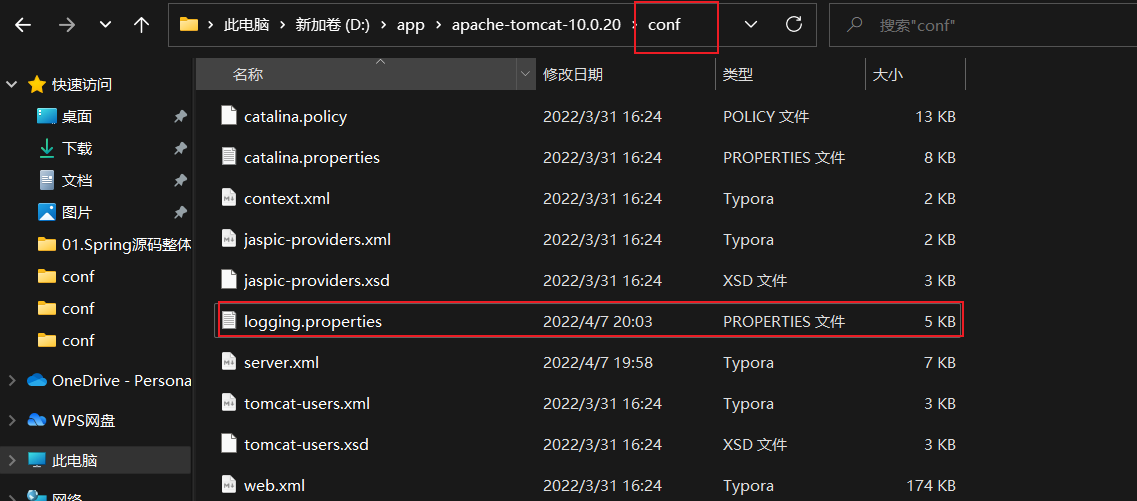 此电脑 新加卷 (D:) app apache-tomcat-10.0.20 conf 搜索"conf"
名称 修改日期 类型 大小
快速访问
桌面
下载
文档
图片
01.Spring源码整体
conf
conf
conf
OneDrive - Persona
WPS网盘
此电脑
网络
catalina.policy 2022/3/31 16:24 POLICY 文件 13 KB
catalina.properties 2022/3/31 16:24 PROPERTIES 文件 8 KB
context.xml 2022/3/31 16:24 Typora 2 KB
jaspic-providers.xml 2022/3/31 16:24 Typora 2 KB
jaspic-providers.xsd 2022/3/31 16:24 XSD 文件 3 KB
logging.properties 2022/4/7 20:03 PROPERTIES 文件 5 KB
server.xml 2022/4/7 19:58 Typora 7 KB
tomcat-users.xml 2022/3/31 16:24 Typora 3 KB
tomcat-users.xsd 2022/3/31 16:24 XSD 文件 3 KB
web.xml 2022/3/31 16:24 Typora 174 KB